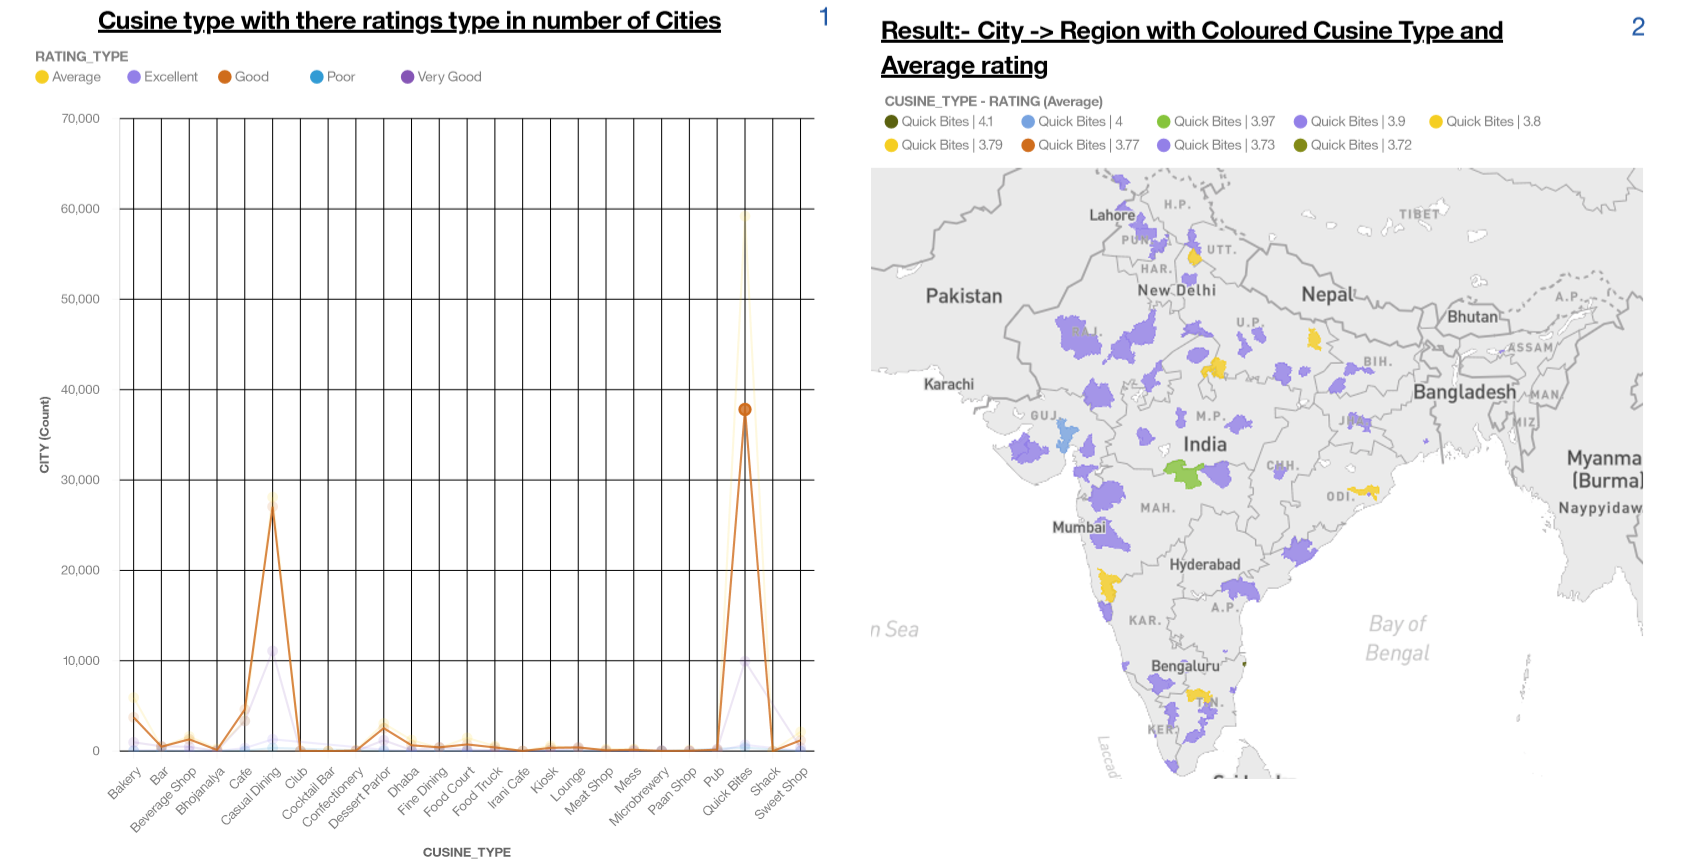 Cusine type with there ratings type in number of Cities
1
RATING_TYPE
Average Excellent Good Poor Very Good
70,000
60,000
50,000
40,000
30,000
20,000
10,000
0
CITY (Count)
Bakery
Bar
Beverage Shop
Bhojanalya
Cafe
Casual Dining
Club
Cocktail Bar
Confectionery
Dessert Parlor
Dhaba
Fine Dining
Food Court
Food Truck
Irani Cafe
Kiosk
Lounge
Meat Shop
Mess
Microbrewery
Paan Shop
Pub
Quick Bites
Shack
Sweet Shop
CUSINE_TYPE
Result:- City -> Region with Coloured Cusine Type and
Average rating
2
CUSINE_TYPE - RATING (Average)
Quick Bites | 4.1 Quick Bites | 4 Quick Bites | 3.97 Quick Bites | 3.9 Quick Bites | 3.8
Quick Bites | 3.79 Quick Bites | 3.77 Quick Bites | 3.73 Quick Bites | 3.72
H.P.
Lahore
TIBET
UTT.
HAR.
New Delhi
Pakistan
Nepal
A.P.
Bhutan
U.P.
ASSAM
BIH.
Karachi
Bangladesh
MAN.
GUJ.
M.P.
MIZ.
India
Myanma
(Burma)
CHH.
ODI.
MAH.
Naypyidaw
Mumbai
Hyderabad
A.P.
KAR.
n Sea
Bay of
Bengal
Bengaluru
T.N.
KER.
Laccad